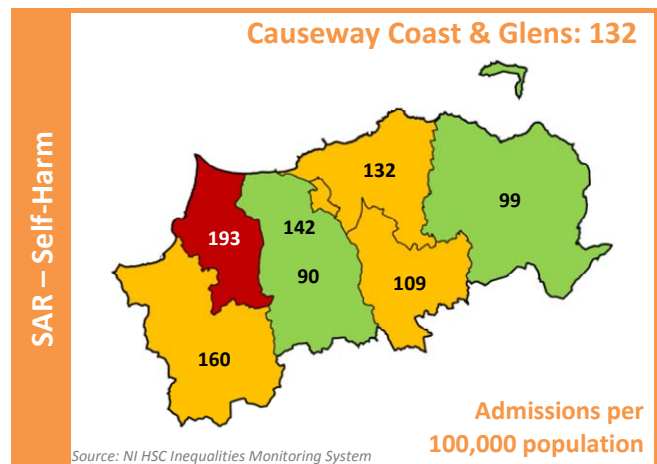 Causeway Coast & Glens: 132
SAR – Self-Harm
132
99
193
142
90
109
160
Admissions per
100,000 population
Source: NI HSC Inequalities Monitoring System